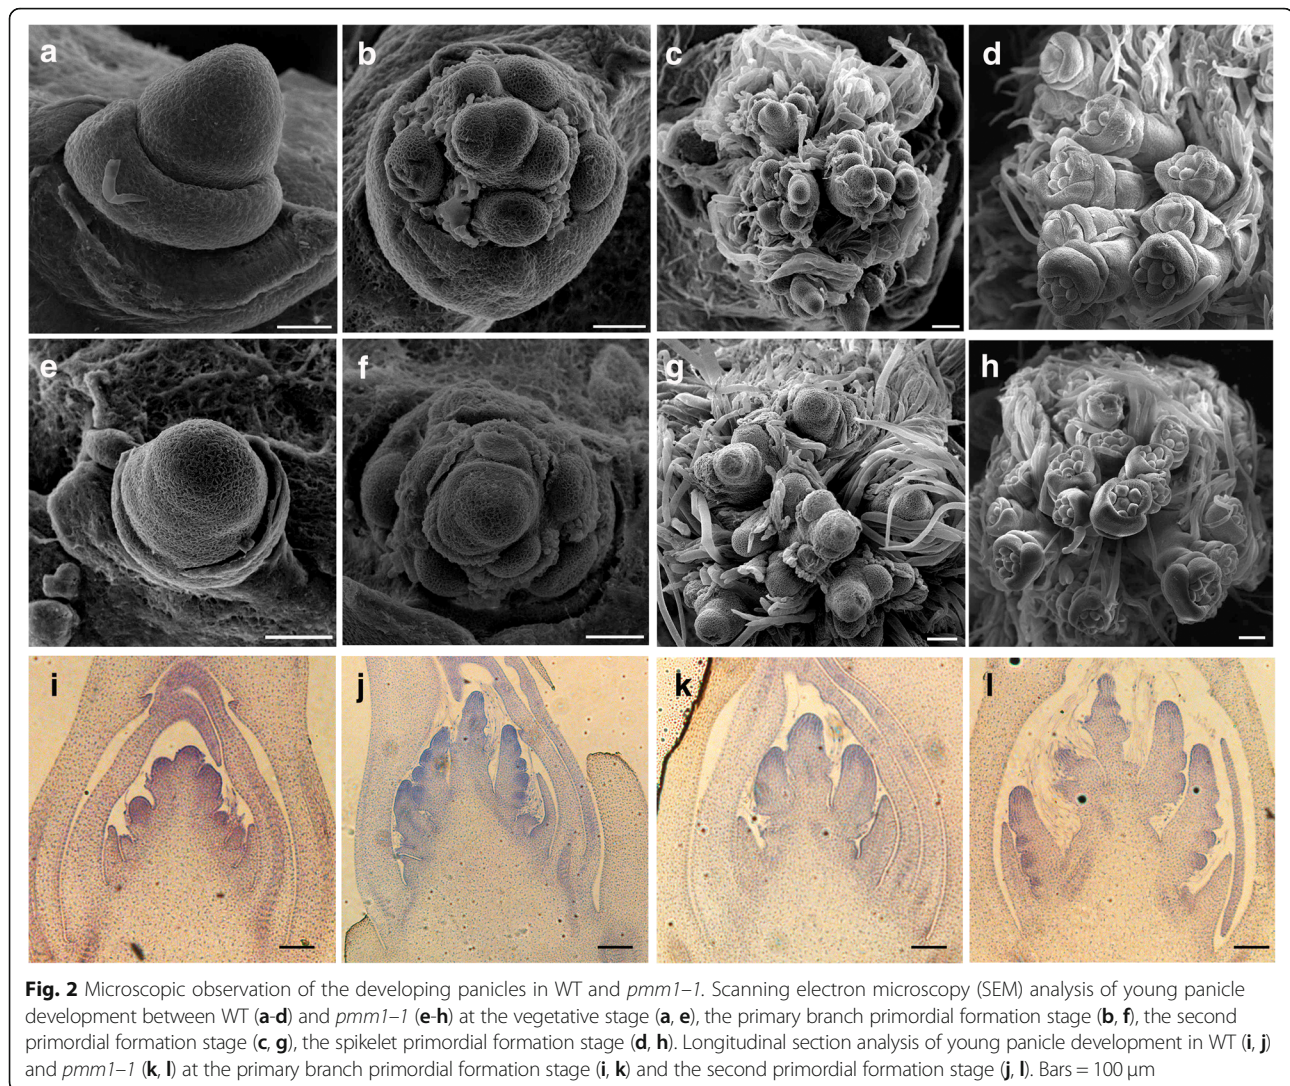 a b c d
e f g h
i j k l
Fig. 2 Microscopic observation of the developing panicles in WT and pmm1–1. Scanning electron microscopy (SEM) analysis of young panicle
development between WT (a-d) and pmm1–1 (e-h) at the vegetative stage (a, e), the primary branch primordial formation stage (b, f), the second
primordial formation stage (c, g), the spikelet primordial formation stage (d, h). Longitudinal section analysis of young panicle development in WT (i, j)
and pmm1–1 (k, l) at the primary branch primordial formation stage (i, k) and the second primordial formation stage (j, l). Bars = 100 μm